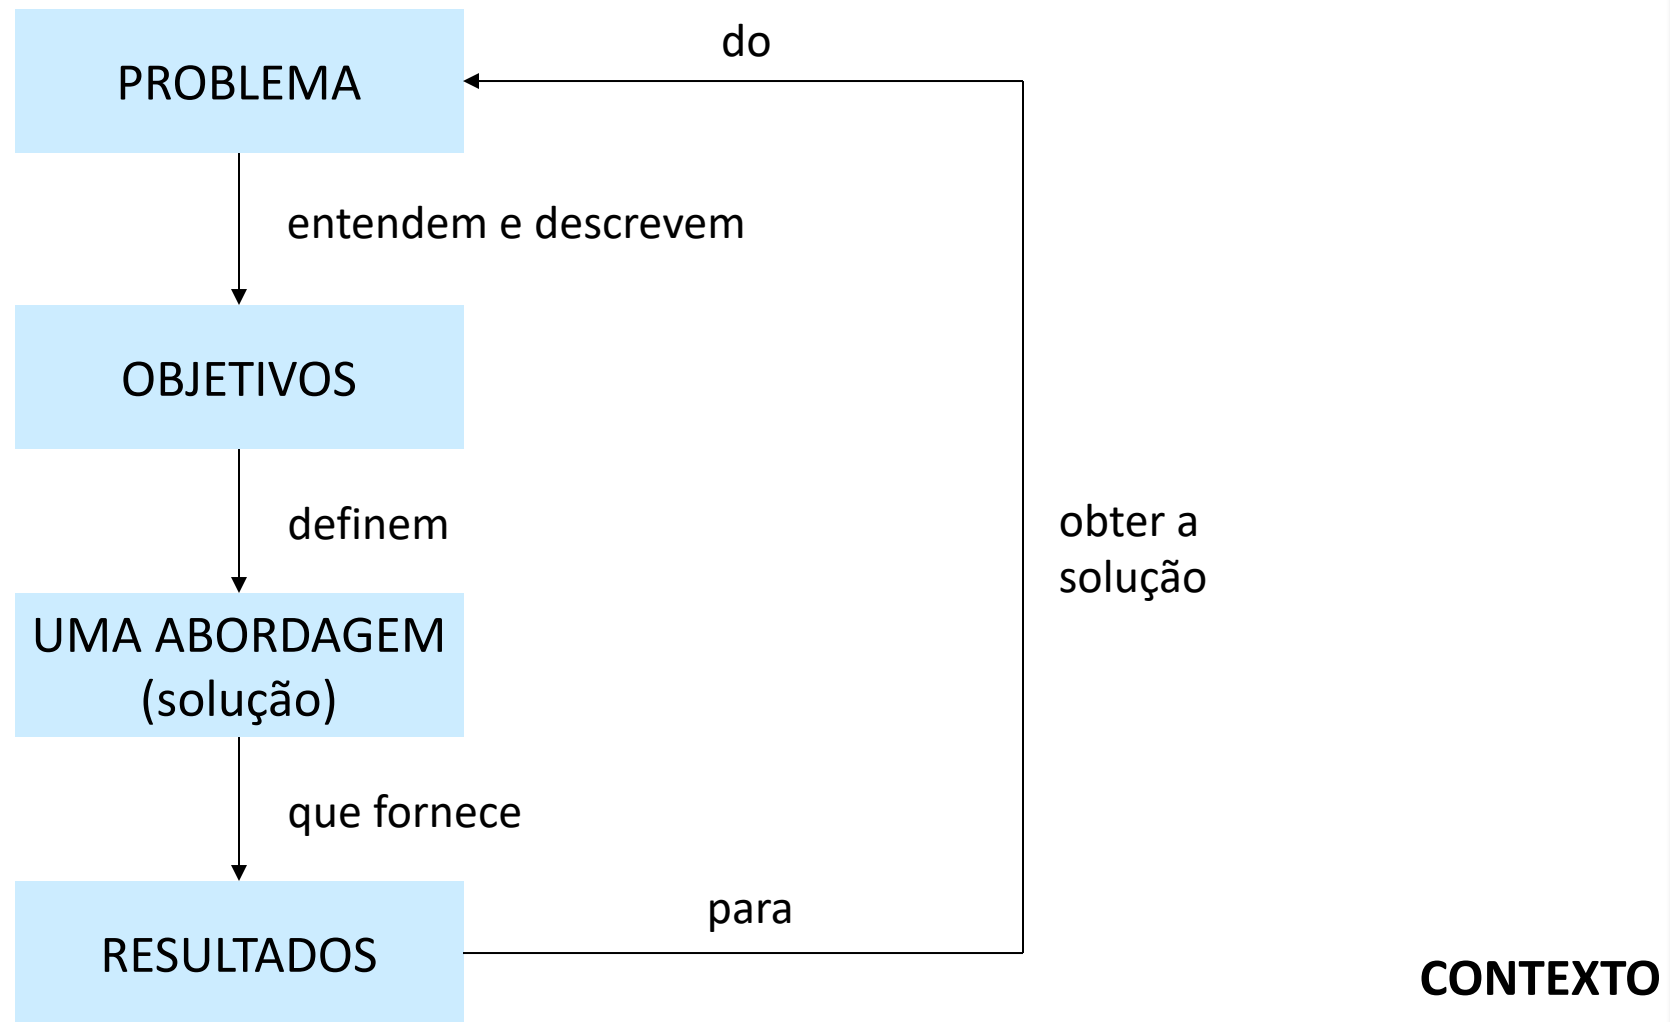 do
PROBLEMA
entendem e descrevem
OBJETIVOS
definem
obter a
solução
UMA ABORDAGEM
(solução)
que fornece
para
RESULTADOS
CONTEXTO